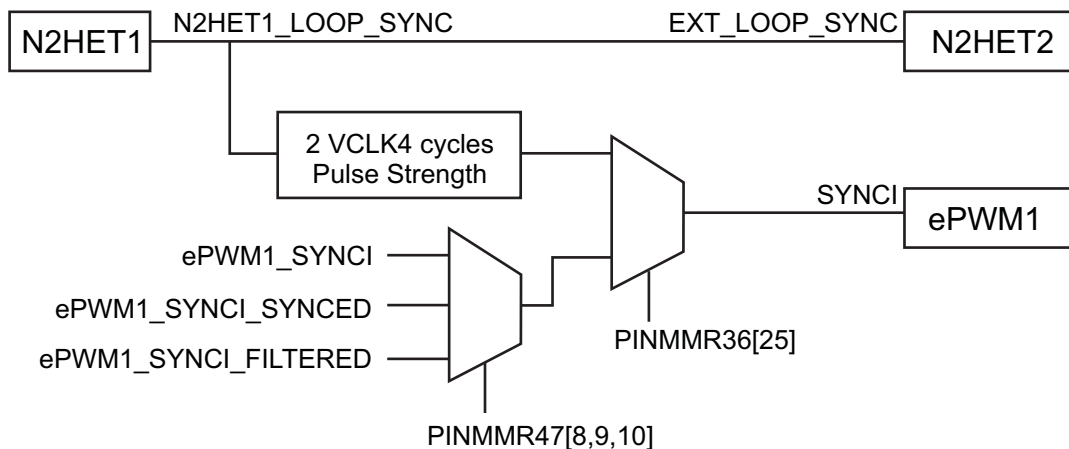 N2HET1
N2HET1_LOOP_SYNC
EXT_LOOP_SYNC
N2HET2
2 VCLK4 cycles
Pulse Strength
SYNCI
ePWM1
ePWM1_SYNCI
ePWM1_SYNCI_SYNCED
ePWM1_SYNCI_FILTERED
PINMMR36[25]
PINMMR47[8,9,10]